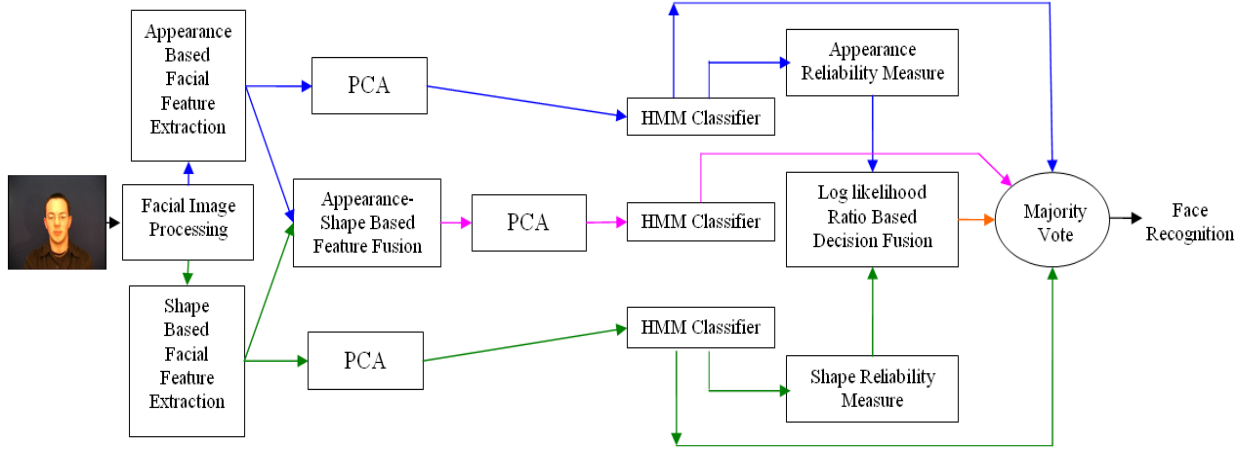 Appearance
Based
Facial
Feature
Extraction
PCA
HMM Classifier
Appearance
Reliability Measure
Facial Image
Processing
Appearance-
Shape Based
Feature Fusion
PCA
HMM Classifier
Log likelihood
Ratio Based
Decision Fusion
Majority
Vote
Face
Recognition
Shape
Based
Facial
Feature
Extraction
PCA
HMM Classifier
Shape Reliability
Measure